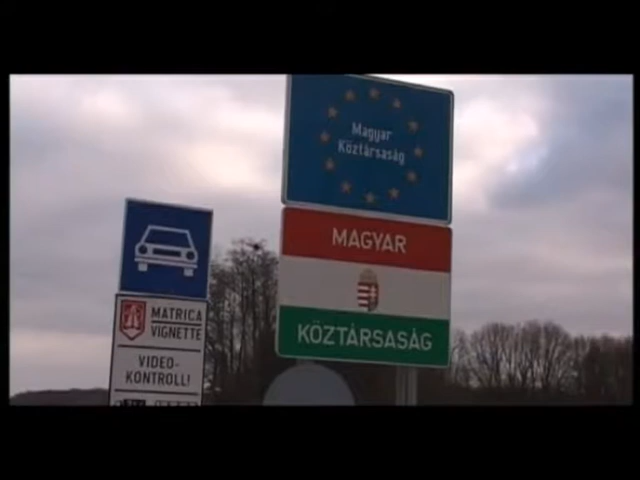 Magyar
Köztársaság
MAGYAR
KÖZTÁRSASÁG
MATRICA
VIGNETTE
VIDEO-
KONTROLL!